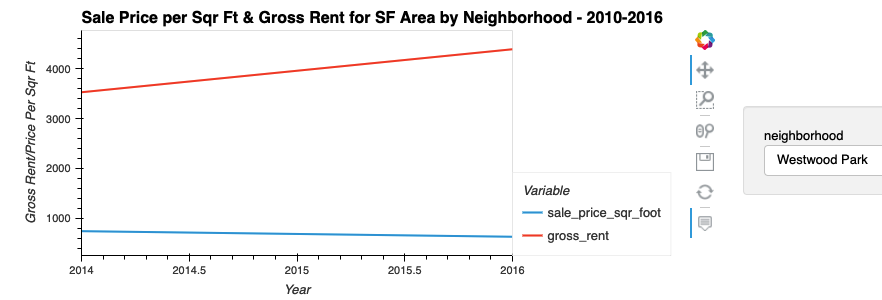 Sale Price per Sqr Ft & Gross Rent for SF Area by Neighborhood - 2010-2016
Gross Rent/Price Per Sqr Ft
4000
3000
2000
1000
2014
2014.5
2015
2015.5
2016
Year
Variable
sale_price_sqr_foot
gross_rent
neighborhood
Westwood Park